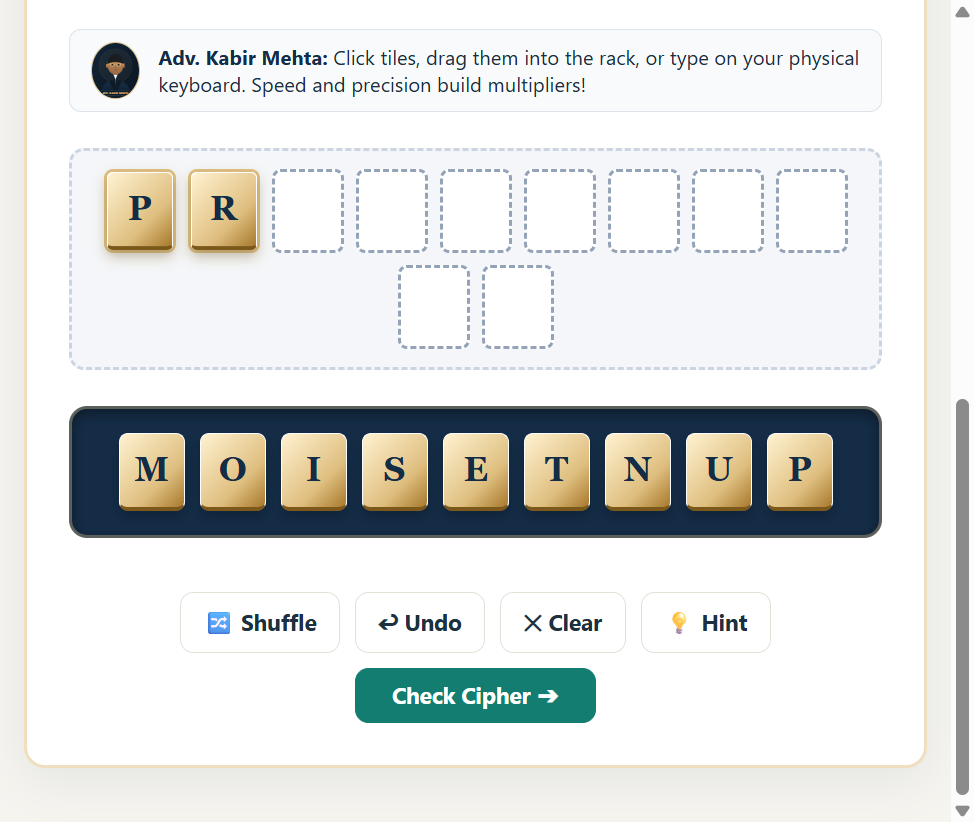 Adv. Kabir Mehta: Click tiles, drag them into the rack, or type on your physical
keyboard. Speed and precision build multipliers!
P R
M O I S E T N U P
Shuffle Undo Clear Hint
Check Cipher ➔